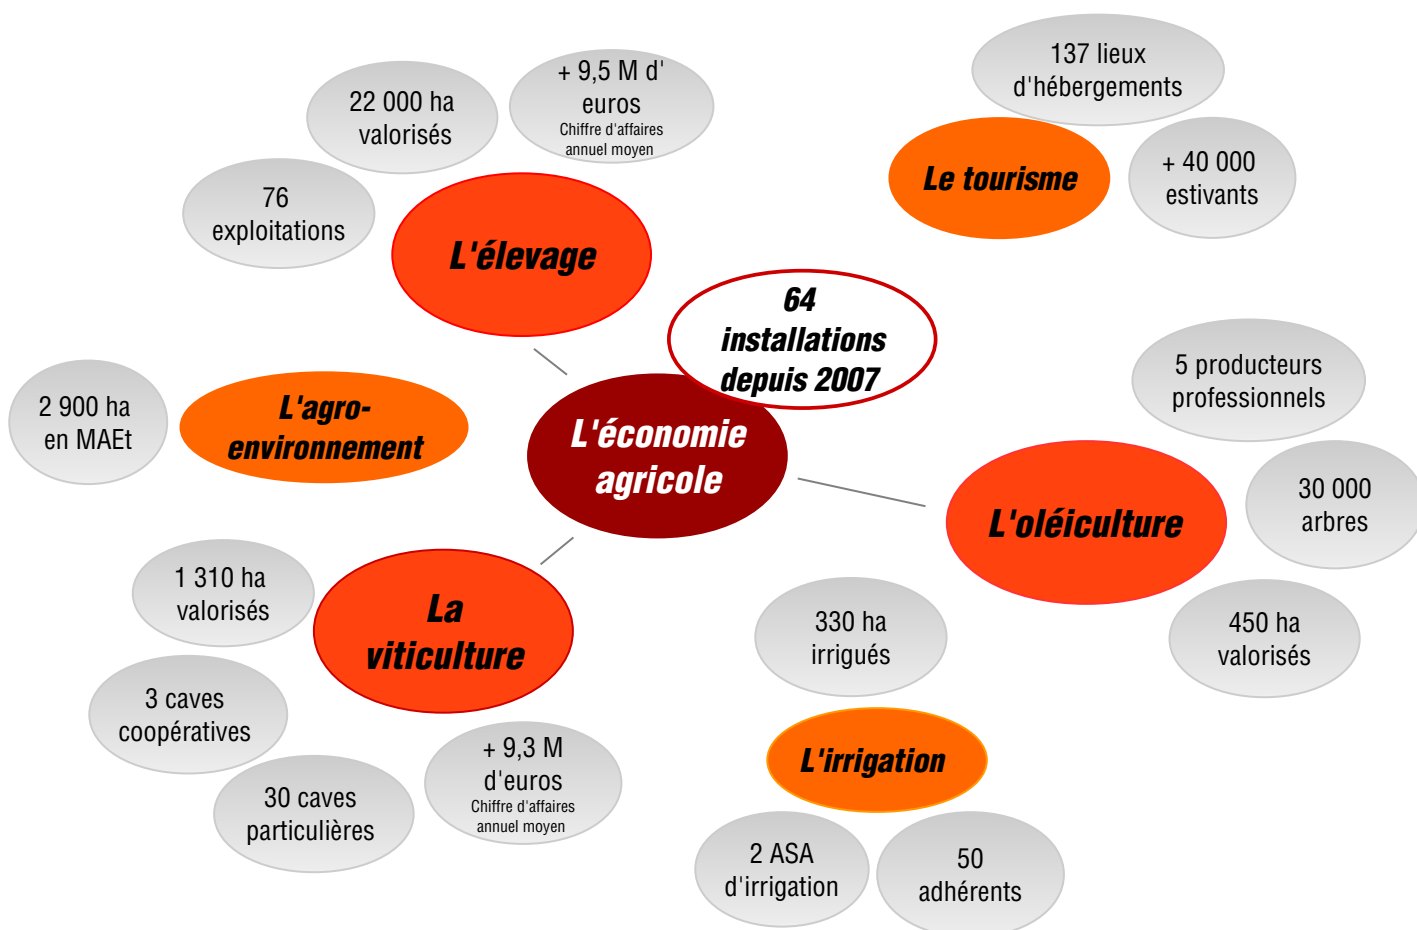 137 lieux
d'hébergements
+ 9,5 M d'
euros
Chiffre d'affaires
annuel moyen
22 000 ha
valorisés
Le tourisme
+ 40 000
estivants
76
exploitations
L'élevage
64
installations
depuis 2007
5 producteurs
professionnels
2 900 ha
en MAEt
L'agro-
environnement
L'économie
agricole
30 000
arbres
L'oléiculture
1 310 ha
valorisés
La
viticulture
330 ha
irrigués
450 ha
valorisés
3 caves
coopératives
+ 9,3 M
d'euros
Chiffre d'affaires
annuel moyen
L'irrigation
30 caves
particulières
2 ASA
d'irrigation
50
adhérents